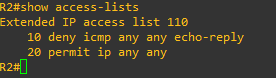 R2#show access-lists
Extended IP access list 110
    10 deny icmp any any echo-reply
    20 permit ip any any
R2#